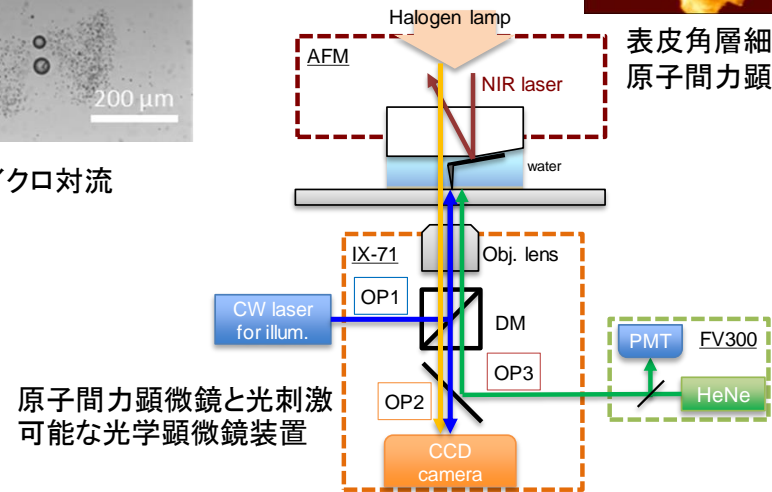 Halogen lamp
AFM
NIR laser
表皮角層細
原子間力顕
200 μm
クロ対流
water
IX-71
Obj. lens
OP1
CW laser
for illum.
DM
PMT
FV300
OP3
HeNe
原子間力顕微鏡と光刺激
可能な光学顕微鏡装置
OP2
CCD
camera